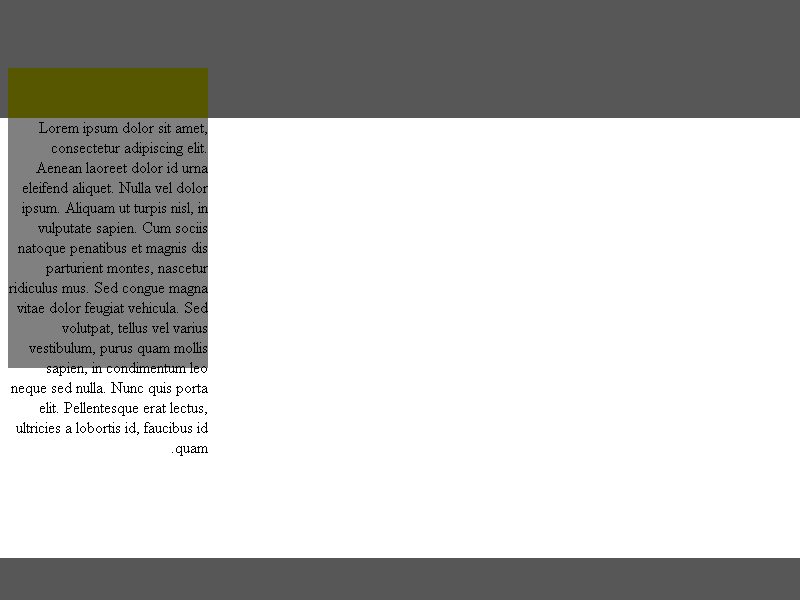 Lorem ipsum dolor sit amet,
consectetur adipiscing elit.
Aenean laoreet dolor id urna
eleifend aliquet. Nulla vel dolor
ipsum. Aliquam ut turpis nisl, in
vulputate sapien. Cum sociis
natoque penatibus et magnis dis
parturient montes, nascetur
ridiculus mus. Sed congue magna
vitae dolor feugiat vehicula. Sed
volutpat, tellus vel varius
vestibulum, purus quam mollis
sapien, in condimentum leo
neque sed nulla. Nunc quis porta
elit. Pellentesque erat lectus,
ultricies a lobortis id, faucibus id
.quam